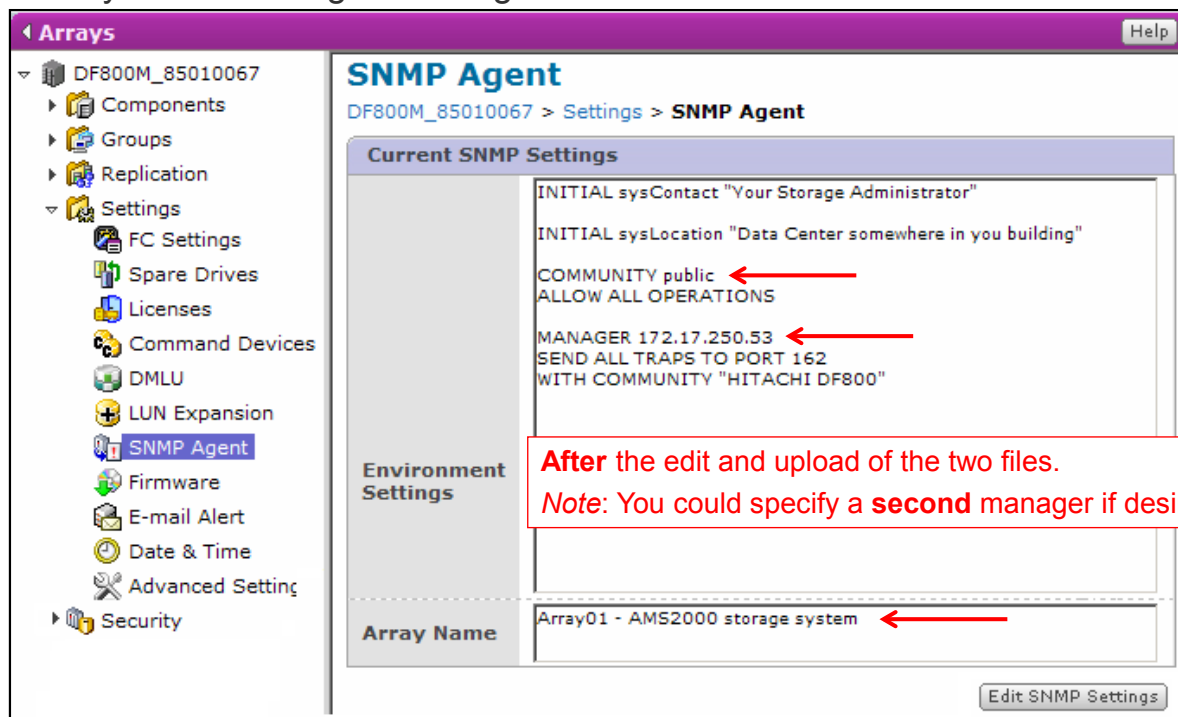 Arrays
Help
DF800M_85010067
Components
Groups
Replication
Settings
FC Settings
Spare Drives
Licenses
Command Devices
DMLU
LUN Expansion
SNMP Agent
Firmware
E-mail Alert
Date & Time
Advanced Setting
Security
SNMP Agent
DF800M_85010067 > Settings > SNMP Agent
Current SNMP Settings
Environment
Settings
INITIAL sysContact "Your Storage Administrator"
INITIAL sysLocation "Data Center somewhere in you building"
COMMUNITY public
ALLOW ALL OPERATIONS
MANAGER 172.17.250.53
SEND ALL TRAPS TO PORT 162
WITH COMMUNITY "HITACHI DF800"
After the edit and upload of the two files.
Note: You could specify a second manager if desi
Array Name
Array01 - AMS2000 storage system
Edit SNMP Settings